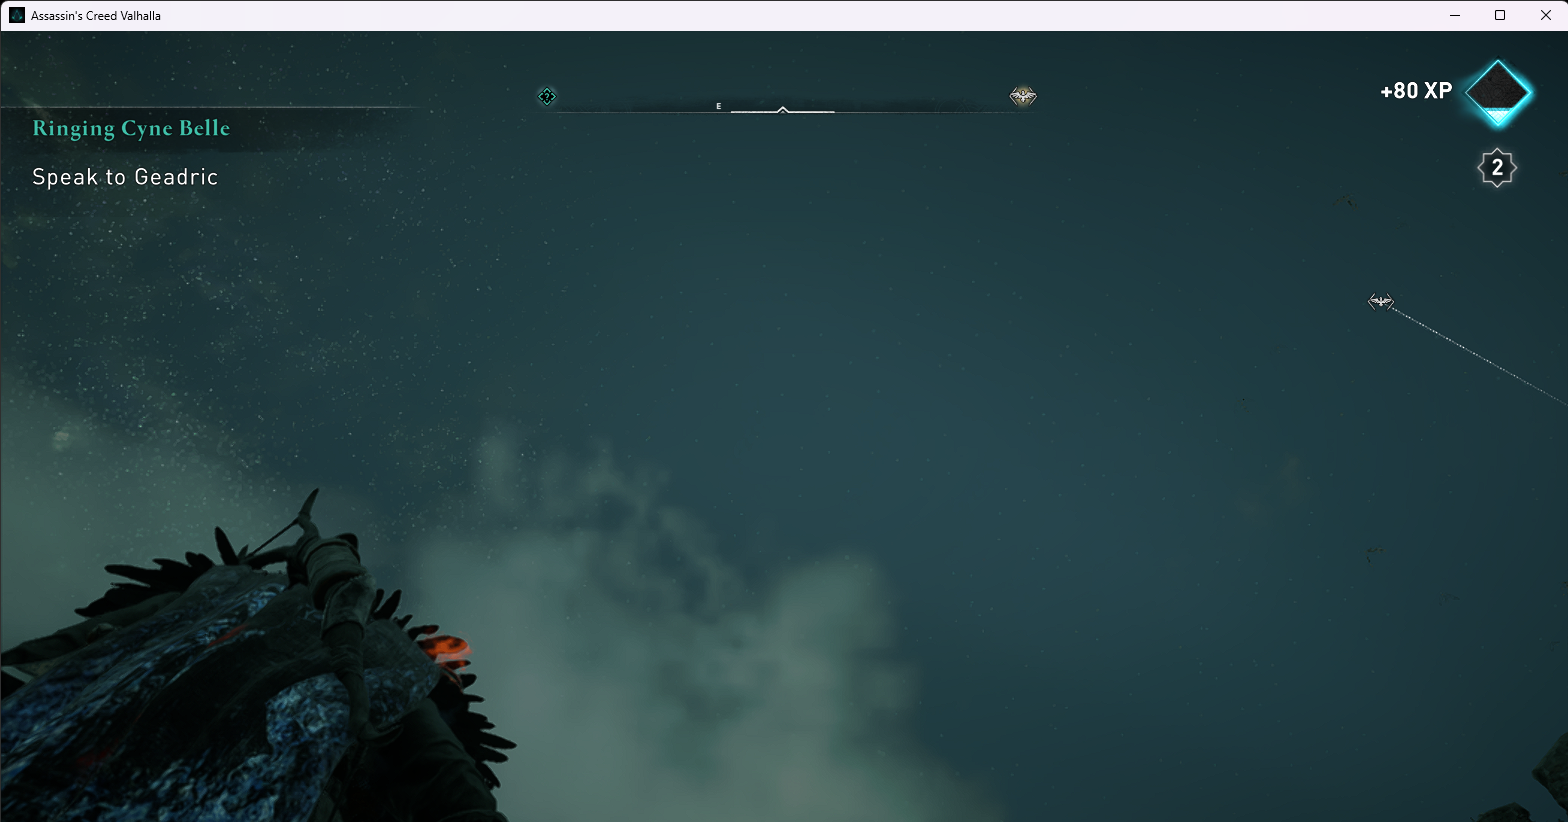 Assassin's Creed Valhalla
+80 XP
E
Ringing Cyne Belle
Speak to Geadric
2